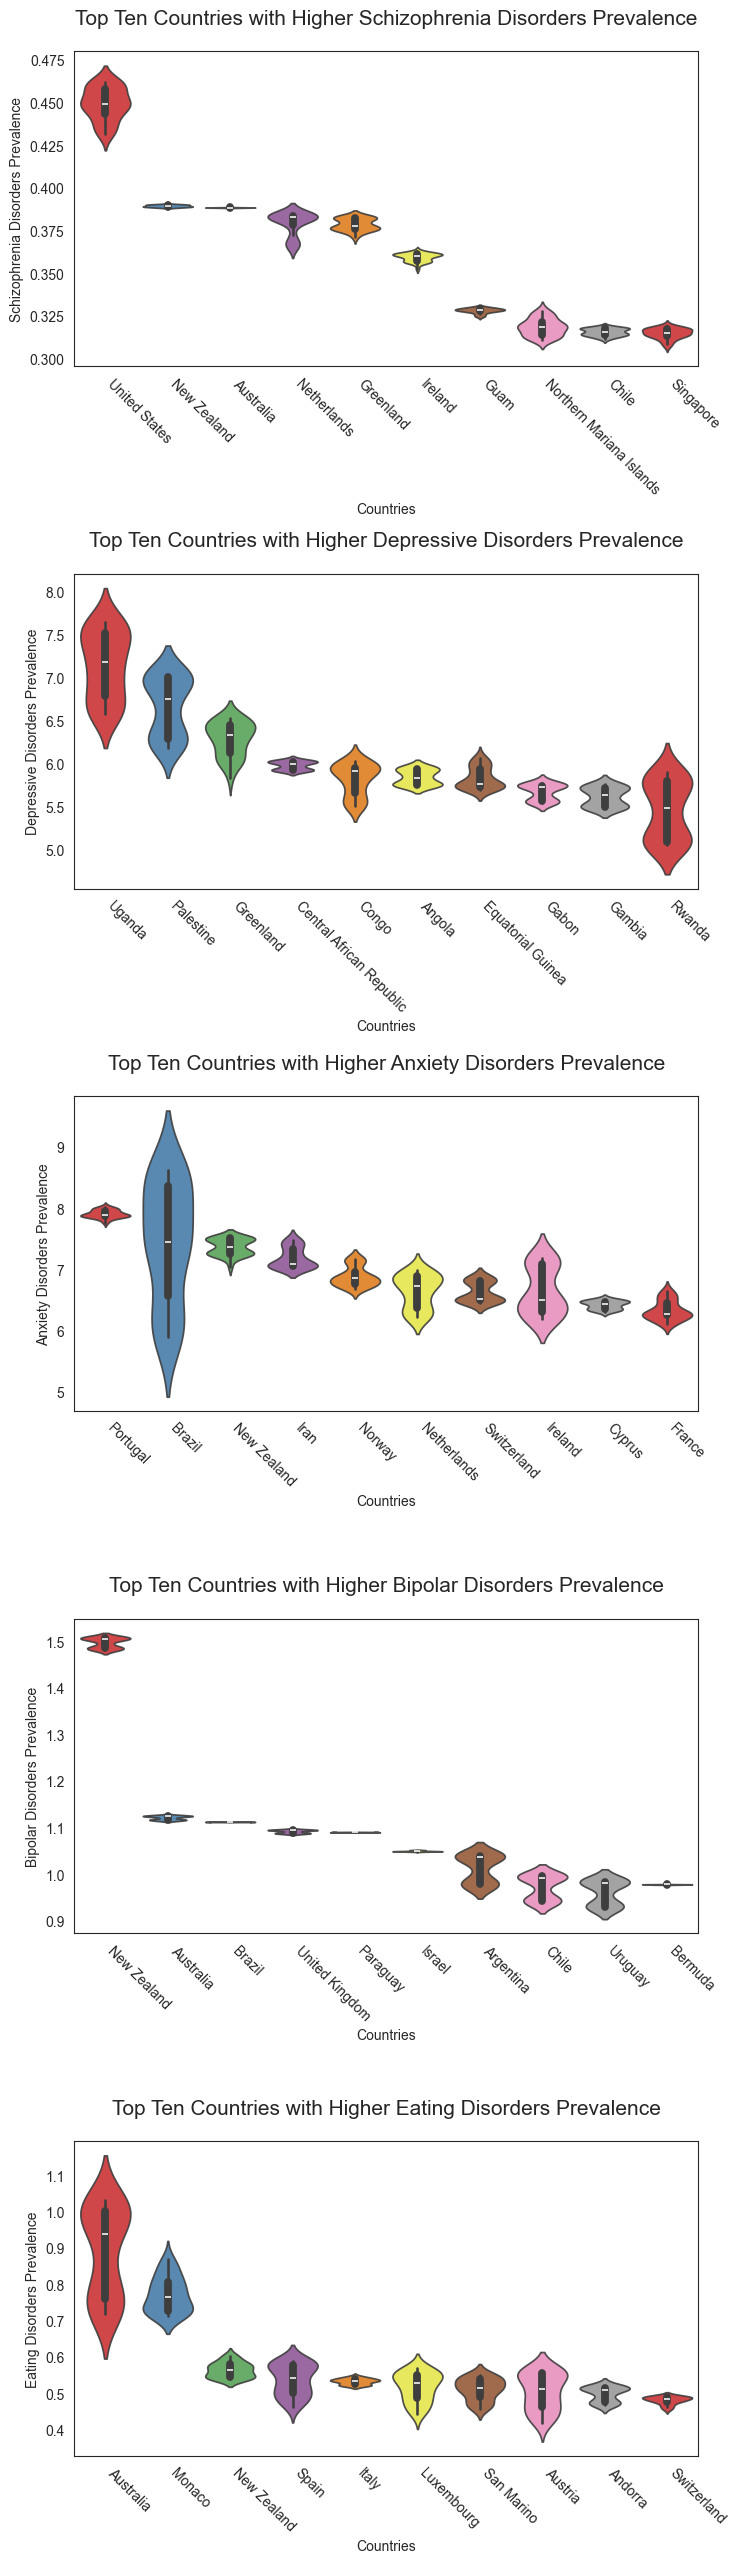 Top Ten Countries with Higher Schizophrenia Disorders Prevalence
Schizophrenia Disorders Prevalence
0.475
0.450
0.425
0.400
0.375
0.350
0.325
0.300
United States
New Zealand
Australia
Netherlands
Greenland
Ireland
Guam
Northern Mariana Islands
Chile
Singapore
Countries
Top Ten Countries with Higher Depressive Disorders Prevalence
Depressive Disorders Prevalence
8.0
7.5
7.0
6.5
6.0
5.5
5.0
Uganda
Palestine
Greenland
Central African Republic
Congo
Angola
Equatorial Guinea
Gabon
Gambia
Rwanda
Countries
Top Ten Countries with Higher Anxiety Disorders Prevalence
Anxiety Disorders Prevalence
9
8
7
6
5
Portugal
Brazil
New Zealand
Iran
Norway
Netherlands
Switzerland
Ireland
Cyprus
France
Countries
Top Ten Countries with Higher Bipolar Disorders Prevalence
Bipolar Disorders Prevalence
1.5
1.4
1.3
1.2
1.1
1.0
0.9
New Zealand
Australia
Brazil
United Kingdom
Paraguay
Israel
Argentina
Chile
Uruguay
Bermuda
Countries
Top Ten Countries with Higher Eating Disorders Prevalence
Eating Disorders Prevalence
1.1
1.0
0.9
0.8
0.7
0.6
0.5
0.4
Australia
Monaco
New Zealand
Spain
Italy
Luxembourg
San Marino
Austria
Andorra
Switzerland
Countries